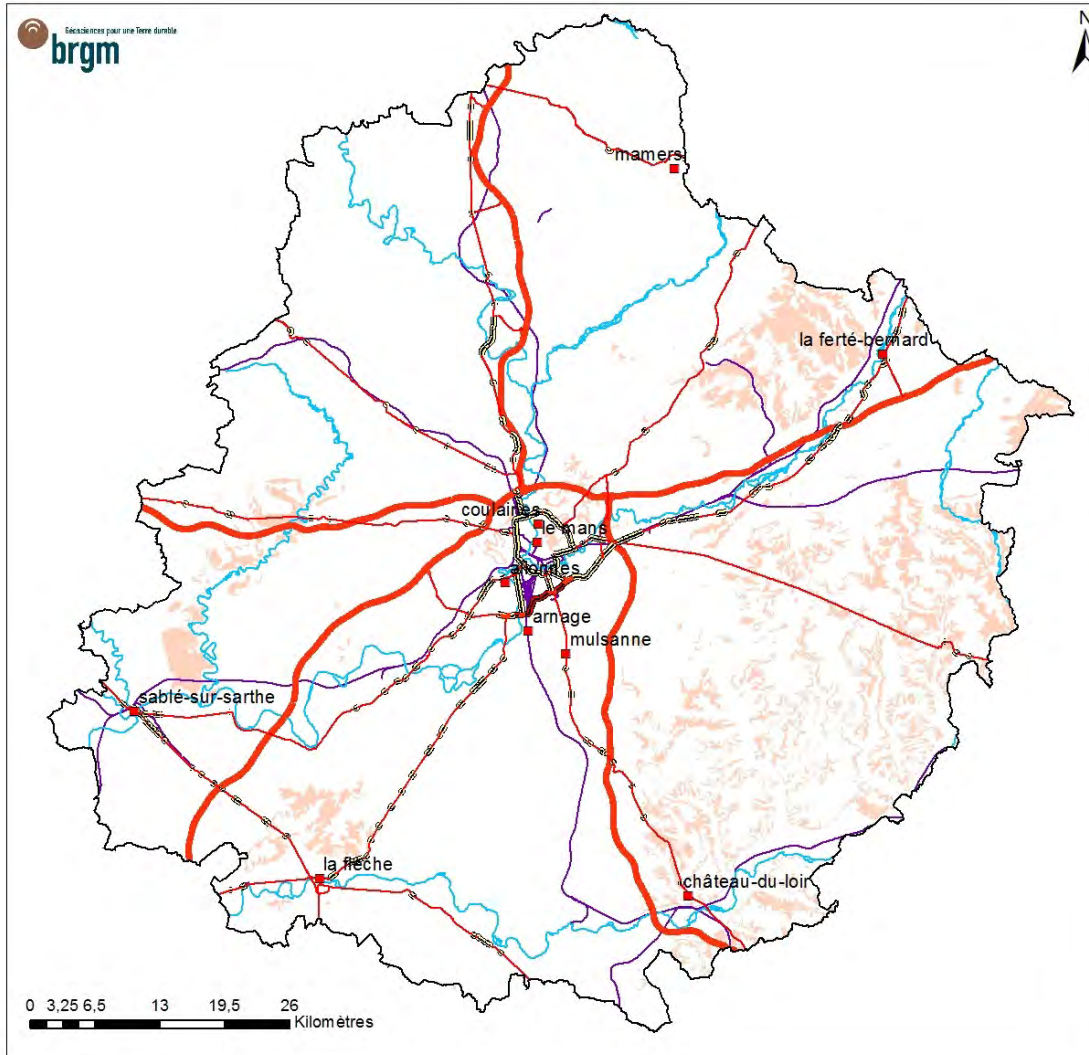 Géosciences pour une Terre durable
brgm
N
mamers
la ferté-bernard
coulaines
le mans
allonnes
arnage
mulsanne
sablé-sur-sarthe
la flèche
château-du-loir
0 3,25 6,5 13 19,5 26
Kilomètres